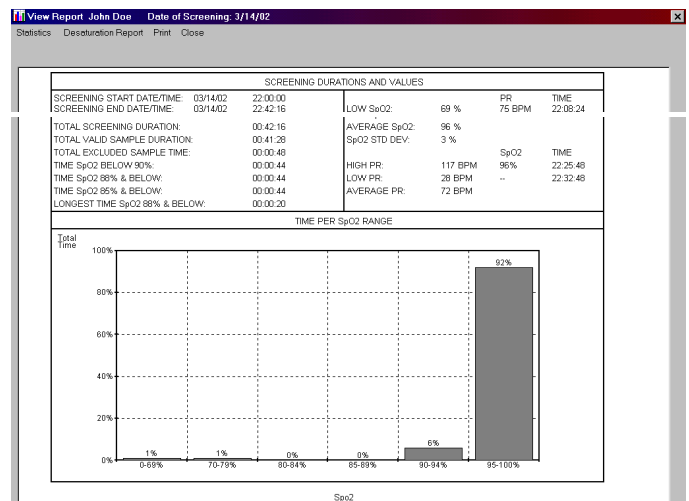 View Report John Doe Date of Screening: 3/14/02
Statistics Desaturation Report Print Close
SCREENING DURATIONS AND VALUES
SCREENING START DATE/TIME: 03/14/02 22:00:00 PR TIME
SCREENING END DATE/TIME: 03/14/02 22:42:16 LOW SpO2: 69 % 75 BPM 22:08:24
TOTAL SCREENING DURATION: 00:42:16 AVERAGE SpO2: 96 %
TOTAL VALID SAMPLE DURATION: 00:41:28 SpO2 STD DEV: 3 %
TOTAL EXCLUDED SAMPLE TIME: 00:00:48 SpO2 TIME
TIME SpO2 BELOW 90%: 00:00:44 HIGH PR: 117 BPM 96% 22:25:48
TIME SpO2 88% & BELOW: 00:00:44 LOW PR: 28 BPM -- 22:32:48
TIME SpO2 85% & BELOW: 00:00:44 AVERAGE PR: 72 BPM
LONGEST TIME SpO2 88% & BELOW: 00:00:20
TIME PER SpO2 RANGE
Total
Time
100%
92%
80%
60%
40%
20%
6%
1% 1% 0% 0%
0%
0-69% 70-79% 80-84% 85-89% 90-94% 95-100%
Spo2